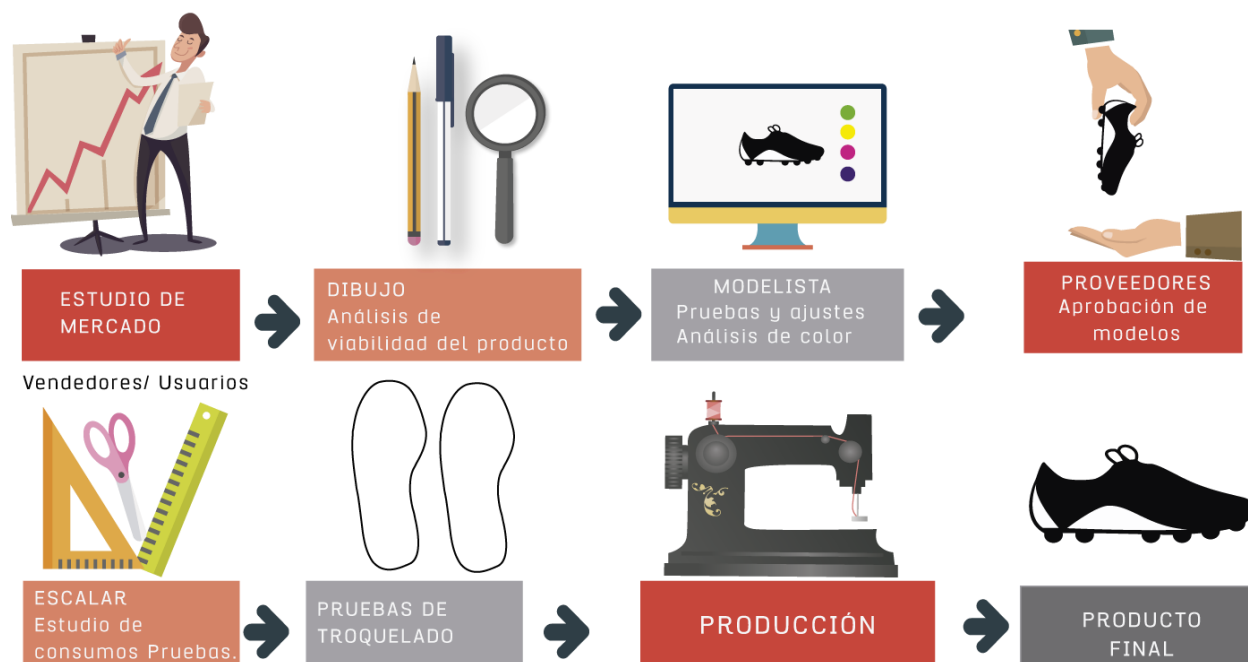 ESTUDIO DE
MERCADO
DIBUJO
Análisis de
viabilidad del producto
MODELISTA
Pruebas y ajustes
Análisis de color
PROVEEDORES
Aprobación de
modelos
Vendedores/ Usuarios
ESCALAR
Estudio de
consumos Pruebas.
PRUEBAS DE
TROQUELADO
PRODUCCIÓN
PRODUCTO
FINAL